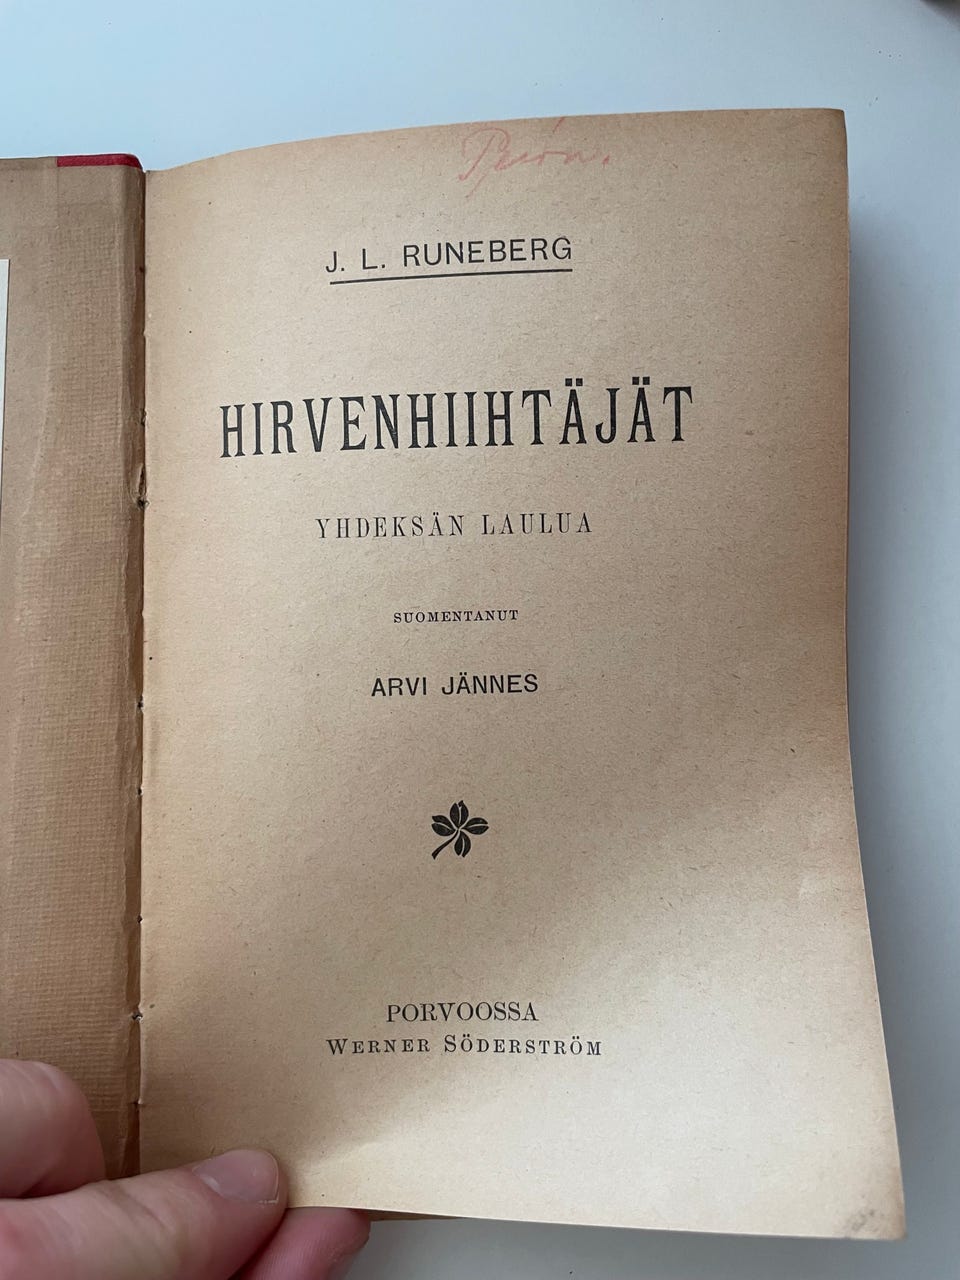 J. L. RUNEBERG
HIRVENHIIHTÄJÄT
YHDEKSÄN LAULUA
SUOMENTANUT
ARVI JÄNNES
PORVOOSSA
WERNER SÖDERSTRÖM